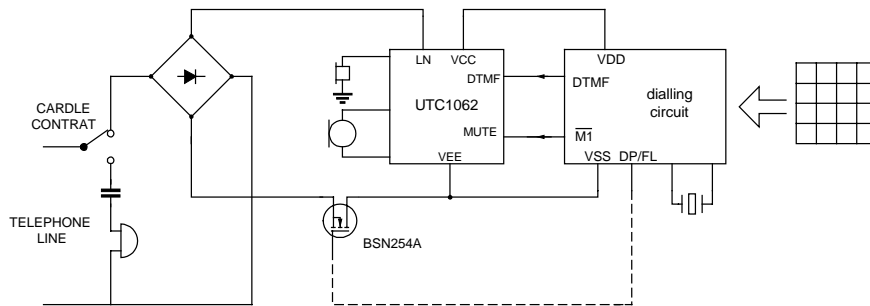 LN
VCC
VDD
DTMF
DTMF
dialling
circuit
UTC1062
CARDLE
CONTRAT
MUTE
M1
VEE
VSS DP/FL
TELEPHONE
LINE
BSN254A